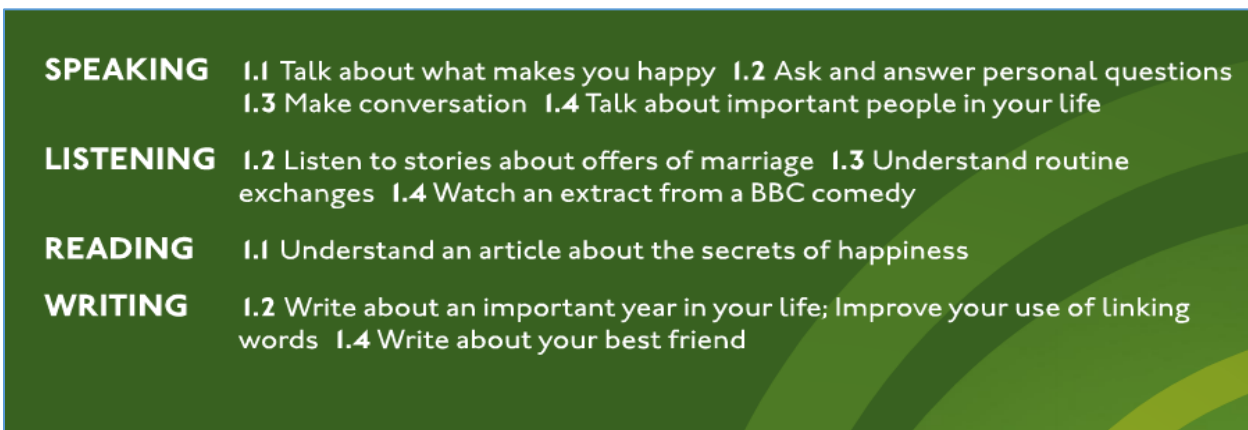 SPEAKING 1.1 Talk about what makes you happy 1.2 Ask and answer personal questions
1.3 Make conversation 1.4 Talk about important people in your life
LISTENING 1.2 Listen to stories about offers of marriage 1.3 Understand routine
exchanges 1.4 Watch an extract from a BBC comedy
READING 1.1 Understand an article about the secrets of happiness
WRITING 1.2 Write about an important year in your life; Improve your use of linking
words 1.4 Write about your best friend